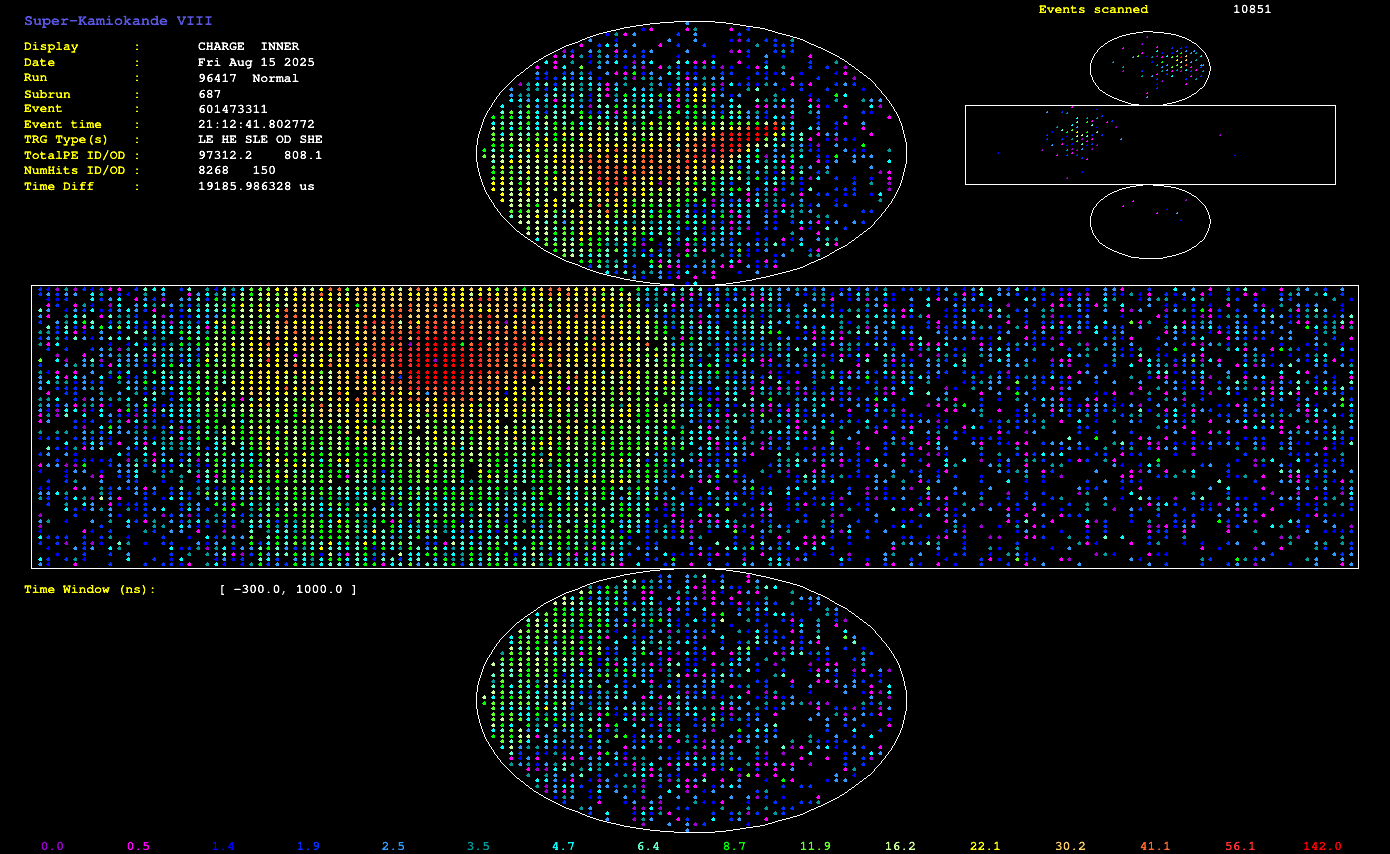 Super-Kamiokande VIII
Events scanned 10851
Display : CHARGE INNER
Date : Fri Aug 15 2025
Run : 96417 Normal
Subrun : 687
Event : 601473311
Event time : 21:12:41.802772
TRG Type(s) : LE HE SLE OD SHE
TotalPE ID/OD : 97312.2 808.1
NumHits ID/OD : 8268 150
Time Diff : 19185.986328 us
Time Window (ns): [ -300.0, 1000.0 ]
0.0 0.5 1.4 1.9 2.5 3.5 4.7 6.4 8.7 11.9 16.2 22.1 30.2 41.1 56.1 142.0